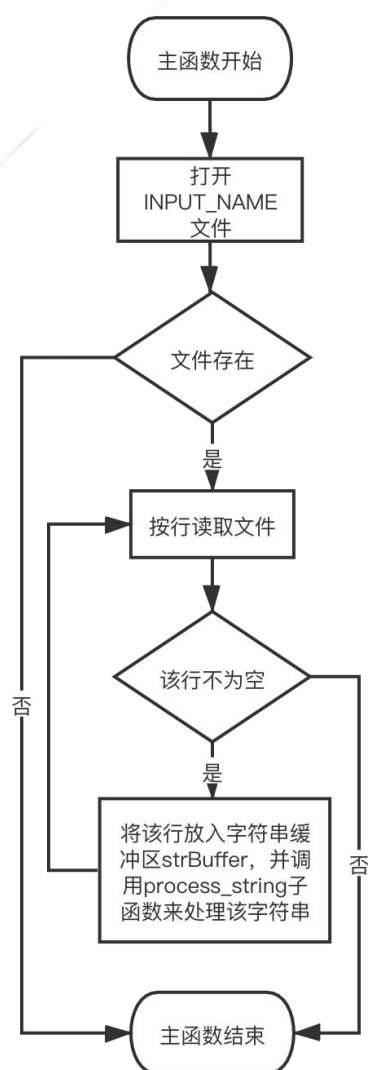 主函数开始
打开
INPUT_NAME
文件
文件存在
是
按行读取文件
该行不为空
否
是
将该行放入字符串缓
冲区strBuffer，并调
用process_string子
函数来处理该字符串
否
主函数结束